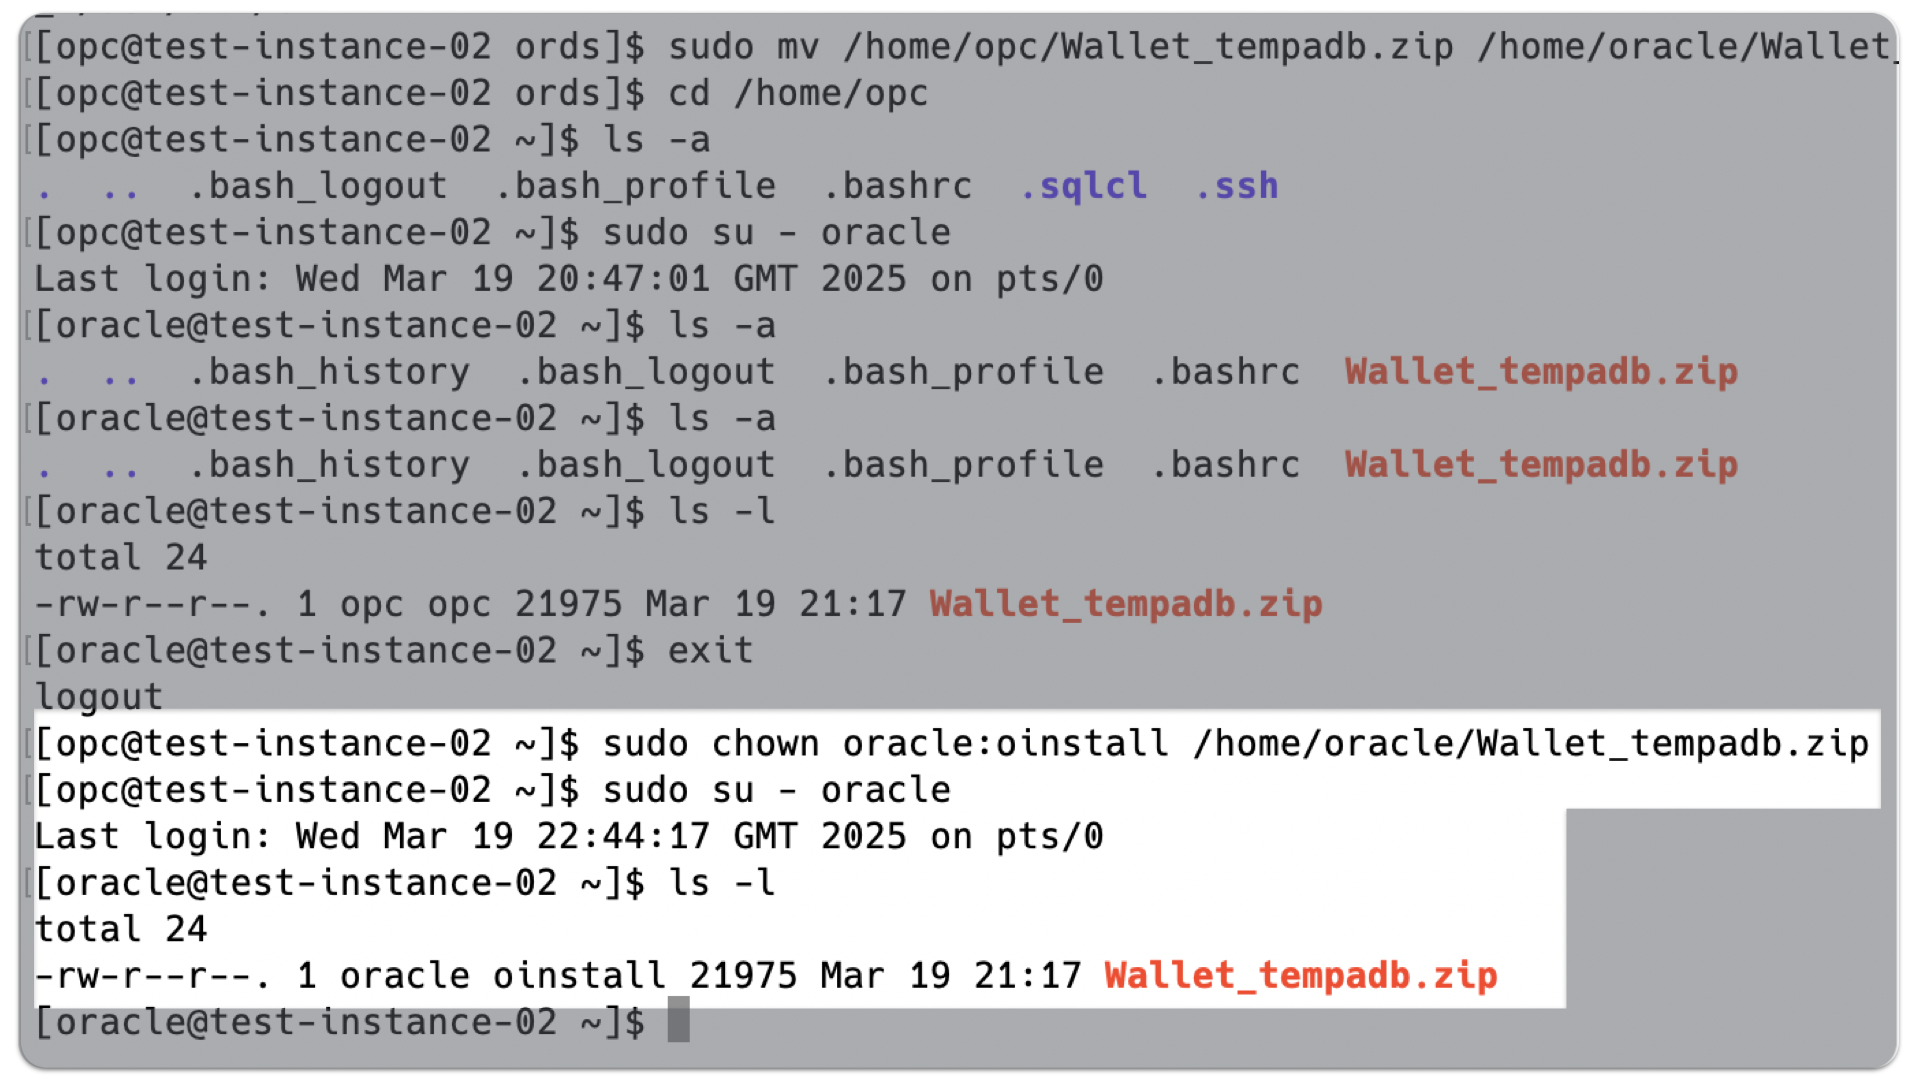 [opc@test-instance-02 ords]$ sudo mv /home/opc/Wallet_tempadb.zip /home/oracle/Wallet_
[opc@test-instance-02 ords]$ cd /home/opc
[opc@test-instance-02 ~]$ ls -a
.  ..  .bash_logout  .bash_profile  .bashrc  .sqlcl  .ssh
[opc@test-instance-02 ~]$ sudo su - oracle
Last login: Wed Mar 19 20:47:01 GMT 2025 on pts/0
[oracle@test-instance-02 ~]$ ls -a
.  ..  .bash_history  .bash_logout  .bash_profile  .bashrc  Wallet_tempadb.zip
[oracle@test-instance-02 ~]$ ls -a
.  ..  .bash_history  .bash_logout  .bash_profile  .bashrc  Wallet_tempadb.zip
[oracle@test-instance-02 ~]$ ls -l
total 24
-rw-r--r--. 1 opc opc 21975 Mar 19 21:17 Wallet_tempadb.zip
[oracle@test-instance-02 ~]$ exit
logout
[opc@test-instance-02 ~]$ sudo chown oracle:oinstall /home/oracle/Wallet_tempadb.zip
[opc@test-instance-02 ~]$ sudo su - oracle
Last login: Wed Mar 19 22:44:17 GMT 2025 on pts/0
[oracle@test-instance-02 ~]$ ls -l
total 24
-rw-r--r--. 1 oracle oinstall 21975 Mar 19 21:17 Wallet_tempadb.zip
[oracle@test-instance-02 ~]$